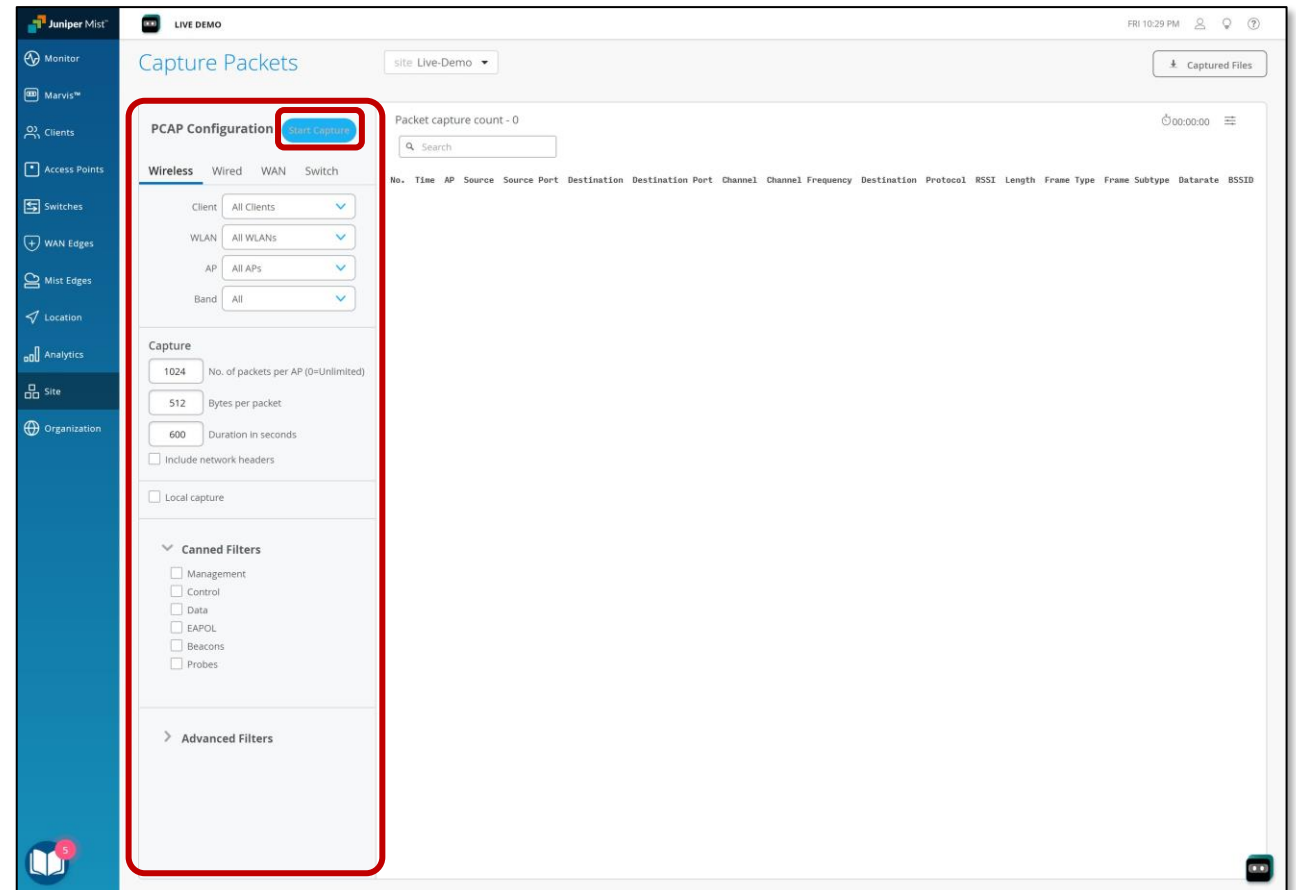 Juniper Mist™
LIVE DEMO
FRI 10:29 PM
Monitor
Marvis™
Clients
Access Points
Switches
WAN Edges
Mist Edges
Location
Analytics
Site
Organization
5
Capture Packets
site Live-Demo
Captured Files
PCAP Configuration
Start Capture
Wireless Wired WAN Switch
Client All Clients
WLAN All WLANs
AP All APs
Band All
Capture
1024 No. of packets per AP (0=Unlimited)
512 Bytes per packet
600 Duration in seconds
Include network headers
Local capture
Canned Filters
Management
Control
Data
EAPOL
Beacons
Probes
Advanced Filters
Packet capture count - 0
00:00:00
Search
No. Time AP Source Source Port Destination Destination Port Channel Channel Frequency Destination Protocol RSSI Length Frame Type Frame Subtype Datarate BSSID